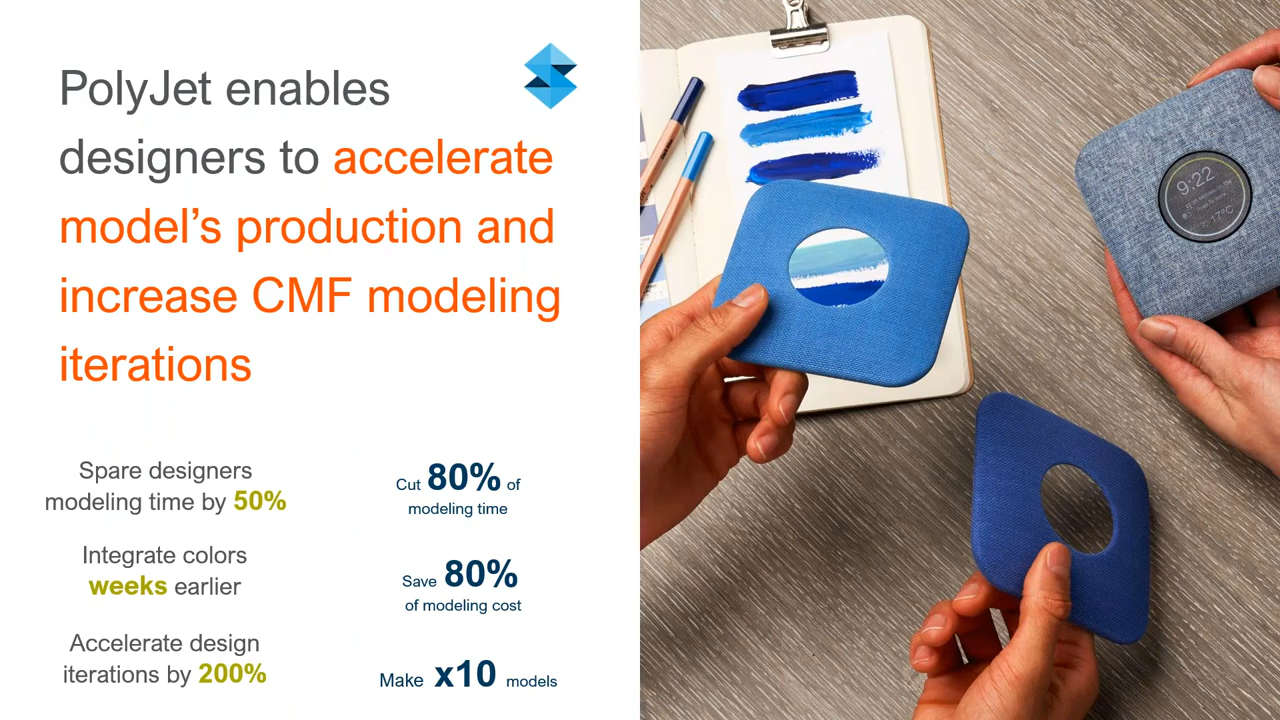 PolyJet enables
designers to accelerate
model’s production and
increase CMF modeling
iterations
Spare designers
modeling time by 50%
Integrate colors
weeks earlier
Accelerate design
iterations by 200%
Cut 80% of
modeling time
Save 80%
of modeling cost
Make x10 models
9:22
17°C